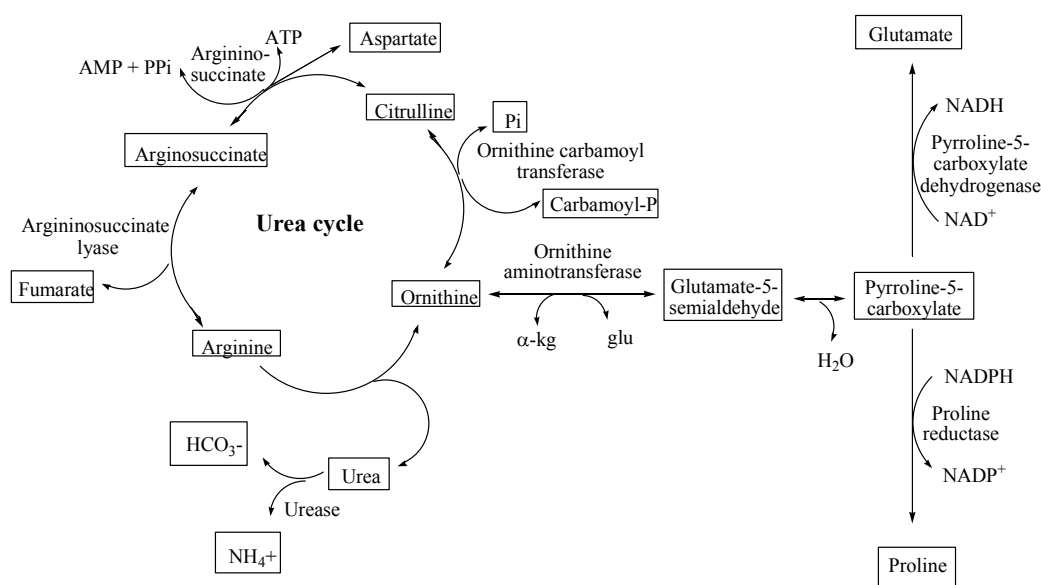 ATP
Aspartate
Arginino-
succinate
AMP + PPi
Citrulline
Pi
Arginosuccinate
Ornithine carbamoyl
transferase
Carbamoyl-P
Urea cycle
Argininosuccinate
lyase
Fumarate
Arginine
Ornithine
Ornithine
aminotransferase
α-kg
glu
Glutamate-5-
semialdehyde
H₂O
Pyrroline-5-
carboxylate
Glutamate
NADH
Pyrroline-5-
carboxylate
dehydrogenase
NAD⁺
NADPH
Proline
reductase
NADP⁺
Proline
HCO₃-
Urea
Urease
NH₄+